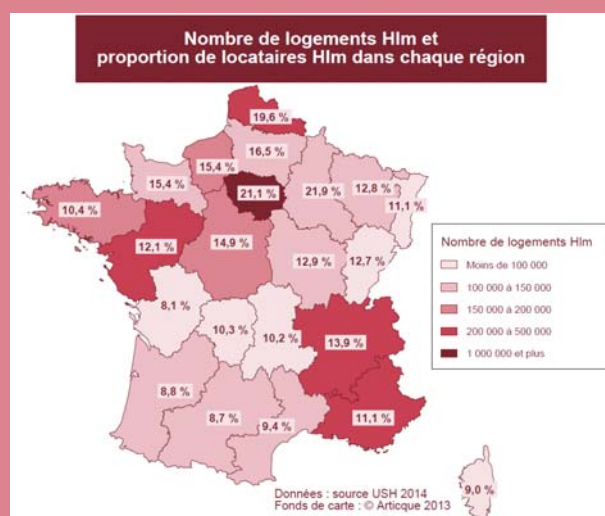 Nombre de logements Hlm et
proportion de locataires Hlm dans chaque région
19,6 %
16,5 %
15,4 %
15,4 %
21,1 %
21,9 %
12,8 %
11,1 %
10,4 %
12,1 %
14,9 %
12,9 %
12,7 %
8,1 %
10,3 %
10,2 %
13,9 %
8,8 %
8,7 %
9,4 %
11,1 %
9,0 %
Nombre de logements Hlm
Moins de 100 000
100 000 à 150 000
150 000 à 200 000
200 000 à 500 000
1 000 000 et plus
Données : source USH 2014
Fonds de carte : © Articque 2013